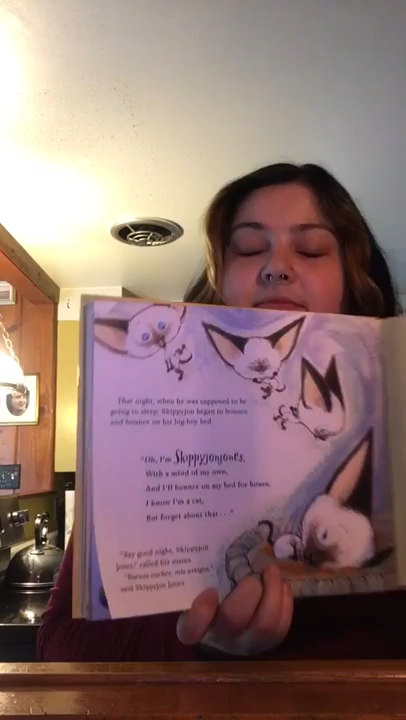 That night, when he was supposed to be
going to sleep, Skippyjon began to bounce
and bounce on his big-boy bed.
"Oh, I'm Skippyjonjones,
With a mind of my own,
And I'll bounce on my bed for hours.
I know I'm a cat,
But forget about that . . ."
"Say good night, Skippyjon
Jones," called his mama.
"Buenas noches, mis amigos,"
said Skippyjon Jones.